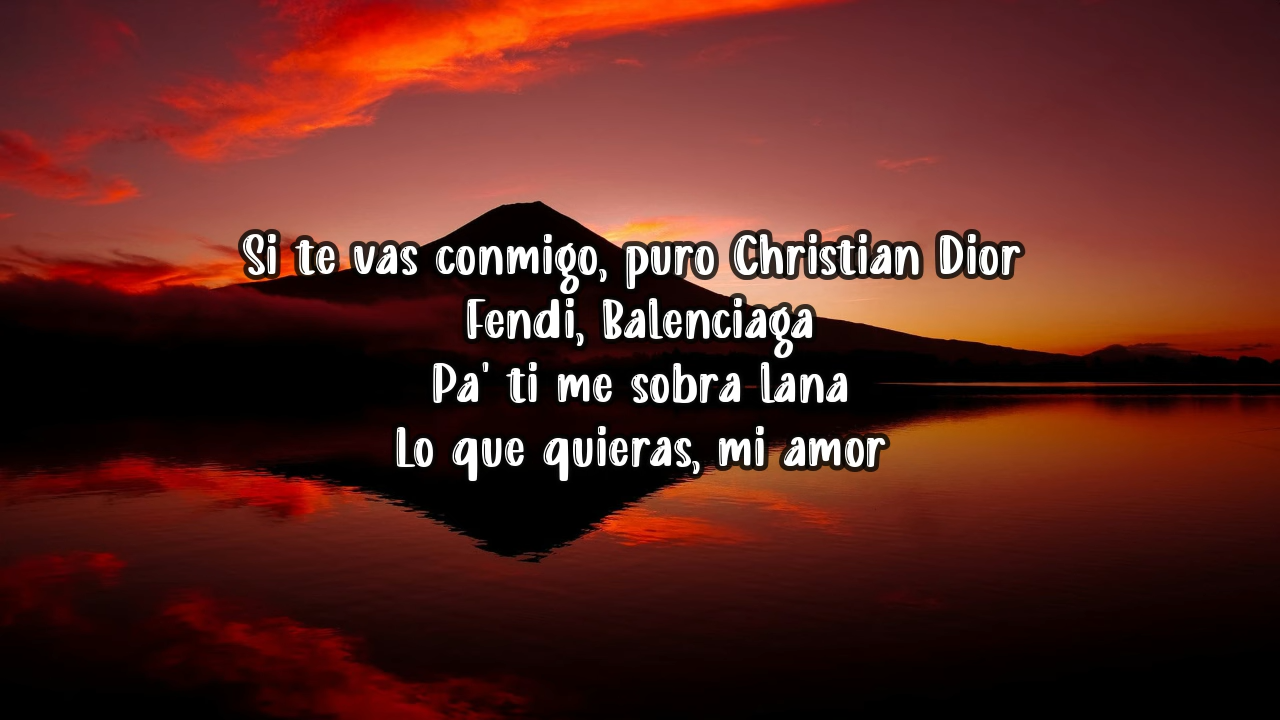 Si te vas conmigo, puro Christian Dior
Fendi, Balenciaga
Pa' ti me sobra lana
Lo que quieras, mi amor